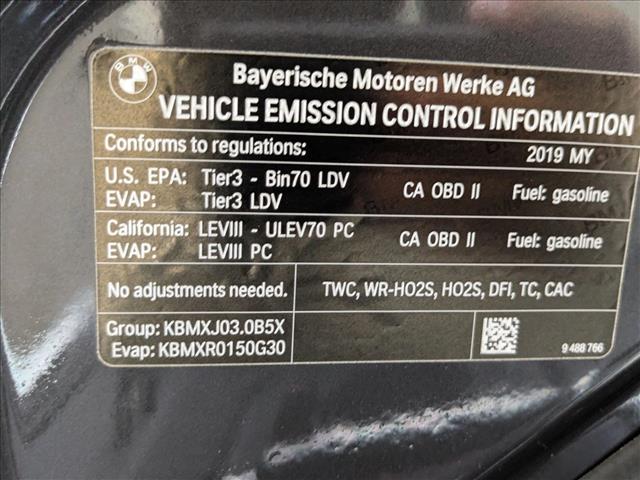 BMW
Bayerische Motoren Werke AG
VEHICLE EMISSION CONTROL INFORMATION
Conforms to regulations: 2019 MY
U.S. EPA: Tier3 - Bin70 LDV CA OBD II Fuel: gasoline
EVAP: Tier3 LDV
California: LEVIII - ULEV70 PC CA OBD II Fuel: gasoline
EVAP: LEVIII PC
No adjustments needed. TWC, WR-HO2S, HO2S, DFI, TC, CAC
Group: KBMXJ03.0B5X
Evap: KBMXR0150G30 9 488 766